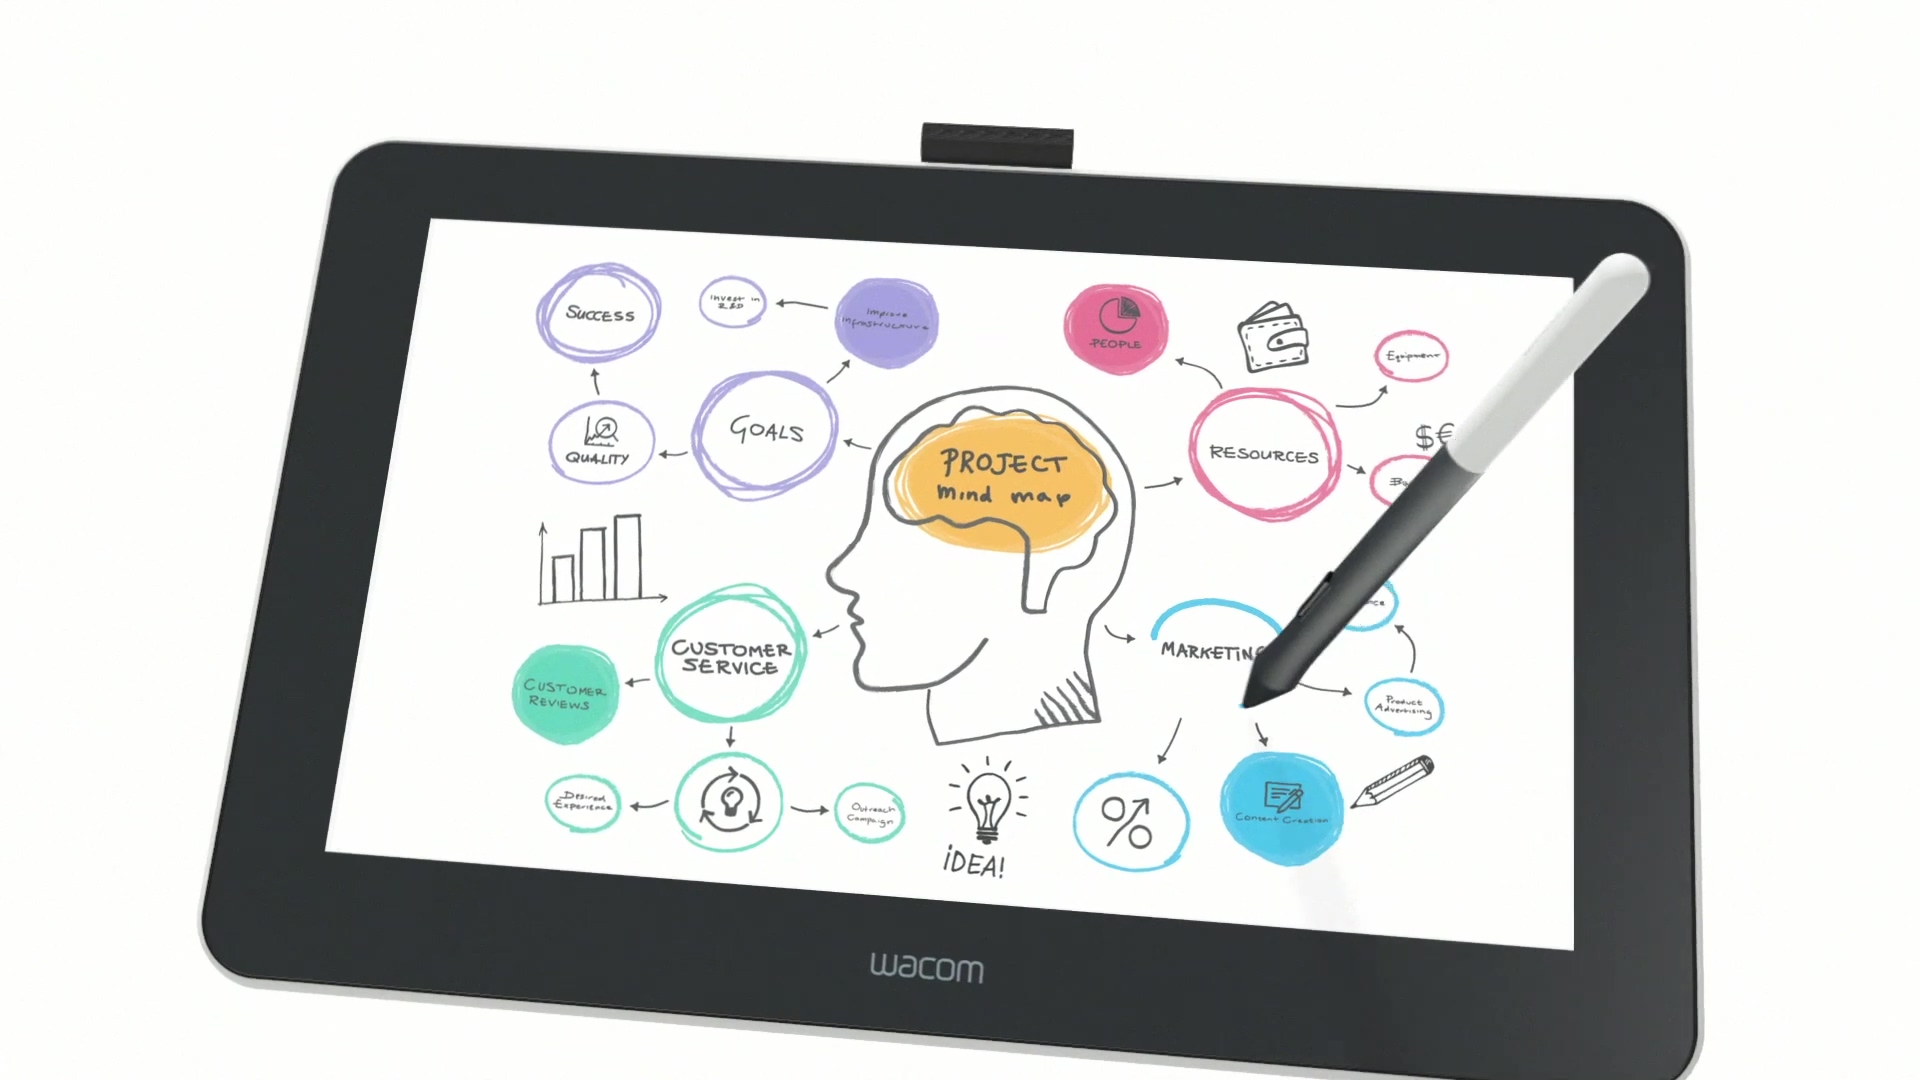 SUCCESS
Invest in
R&D
Improve
Infrastructure
PEOPLE
Equipment
GOALS
QUALITY
PROJECT
mind map
RESOURCES
$€
CUSTOMER
SERVICE
CUSTOMER
REVIEWS
MARKETING
Product
Advertising
Desired
Experience
Outreach
Campaign
%
Content Creation
iDEA!
wacom